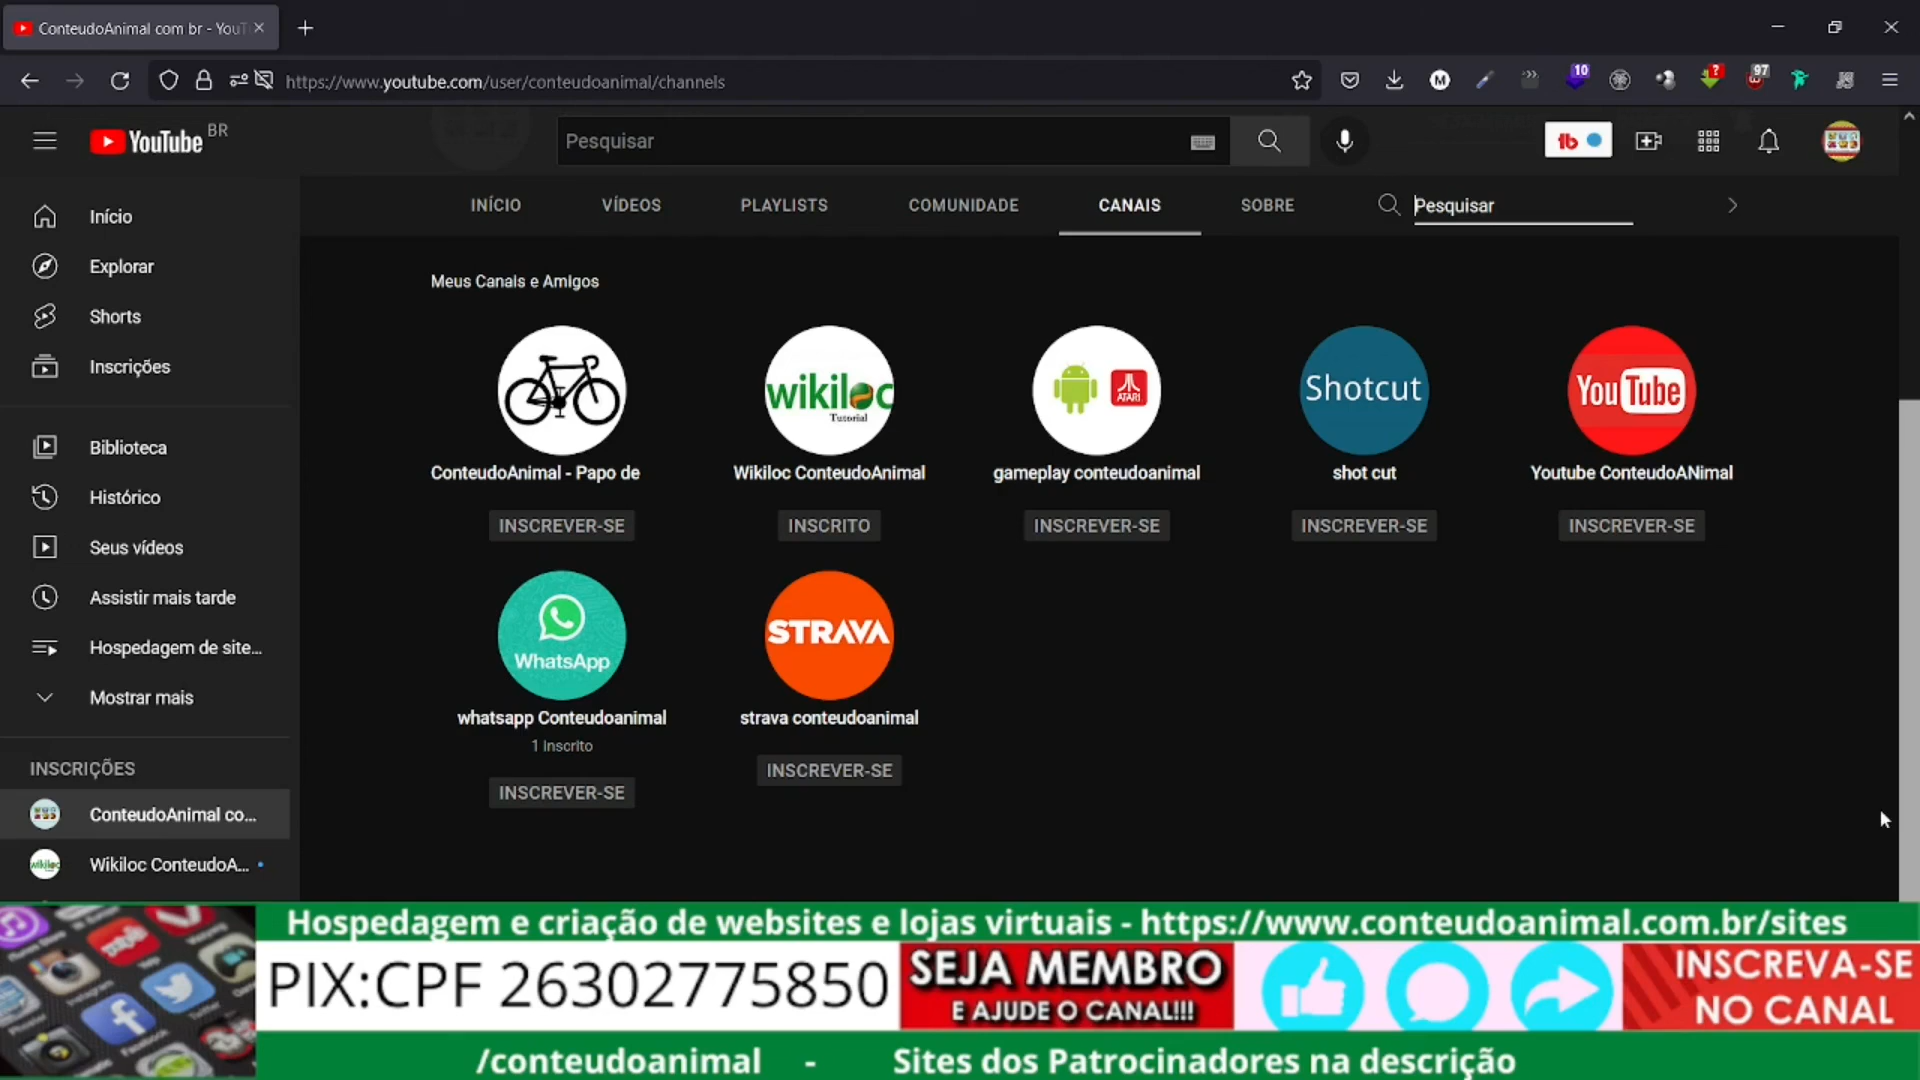 ConteudoAnimal com br - YouT
https://www.youtube.com/user/conteudoanimal/channels
10
?
97
YouTube BR
Pesquisar
INÍCIO VÍDEOS PLAYLISTS COMUNIDADE CANAIS SOBRE Pesquisar
Início
Explorar
Shorts
Inscrições
Biblioteca
Histórico
Seus vídeos
Assistir mais tarde
Hospedagem de site...
Mostrar mais
INSCRIÇÕES
ConteudoAnimal co...
Wikiloc ConteudoA...
Meus Canais e Amigos
wikiloc
Tutorial
ATARI
Shotcut
YouTube
ConteudoAnimal - Papo de
Wikiloc ConteudoAnimal
gameplay conteudoanimal
shot cut
Youtube ConteudoANimal
INSCREVER-SE INSCRITO INSCREVER-SE INSCREVER-SE INSCREVER-SE
WhatsApp
STRAVA
whatsapp Conteudoanimal
1 inscrito
INSCREVER-SE
strava conteudoanimal
INSCREVER-SE
Hospedagem e criação de websites e lojas virtuais - https://www.conteudoanimal.com.br/sites
PIX:CPF 26302775850
SEJA MEMBRO
E AJUDE O CANAL!!!
INSCREVA-SE
NO CANAL
/conteudoanimal - Sites dos Patrocinadores na descrição